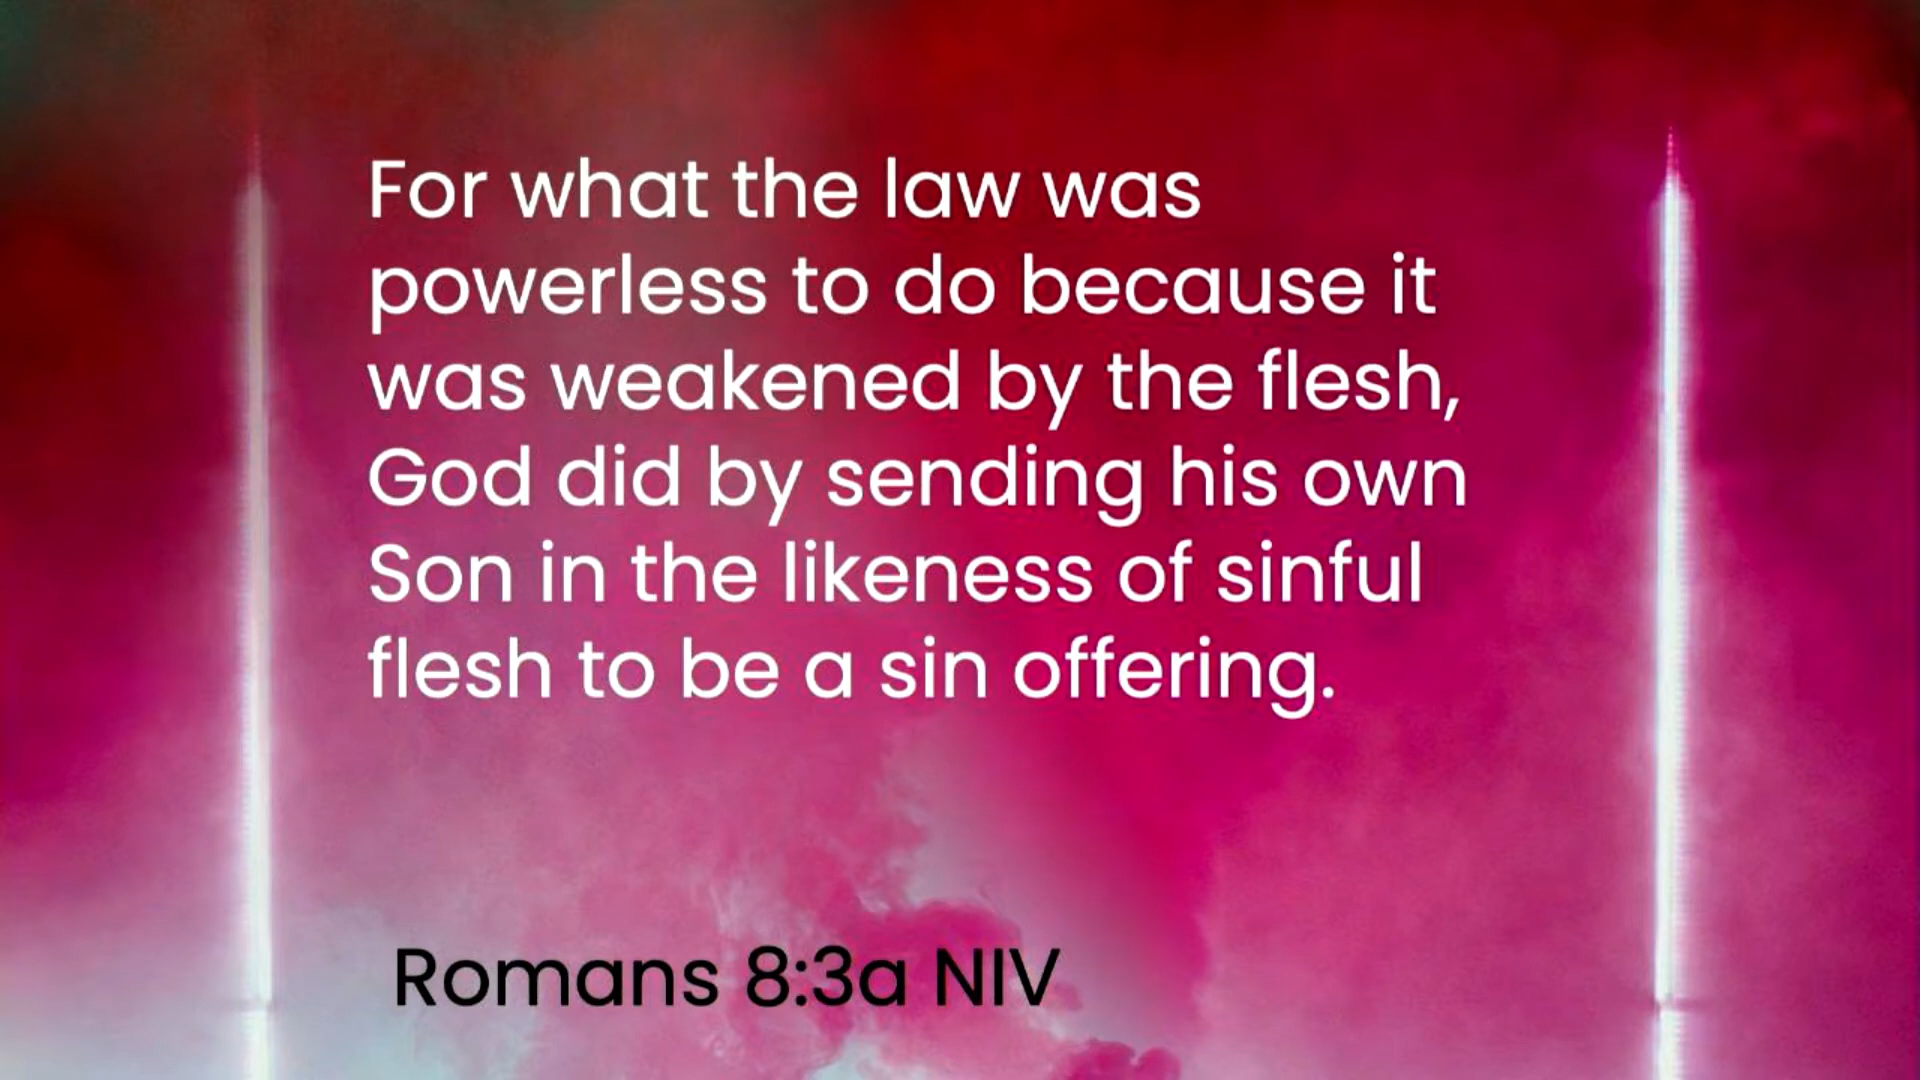 For what the law was
powerless to do because it
was weakened by the flesh,
God did by sending his own
Son in the likeness of sinful
flesh to be a sin offering.
Romans 8:3a NIV